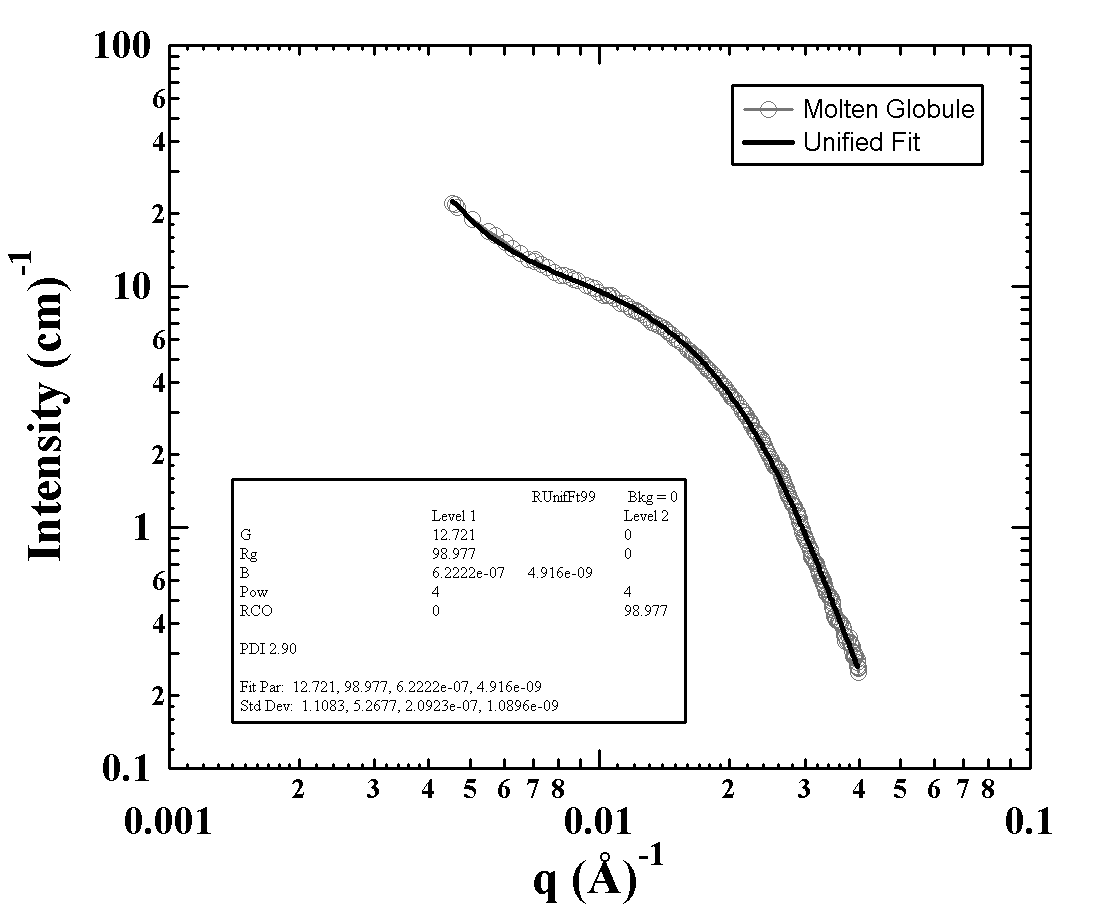 100
6
4
2
10
6
4
2
1
6
4
2
0.1
Intensity (cm)-1
Molten Globule
Unified Fit
RUnifFt99 Bkg = 0
Level 1 Level 2
G 12.721 0
Rg 98.977 0
B 6.2222e-07 4.916e-09
Pow 4 4
RCO 0 98.977
PDI 2.90
Fit Par: 12.721, 98.977, 6.2222e-07, 4.916e-09
Std Dev: 1.1083, 5.2677, 2.0923e-07, 1.0896e-09
2 3 4 5 6 7 8 2 3 4 5 6 7 8
0.001 0.01 0.1
q (Å)-1